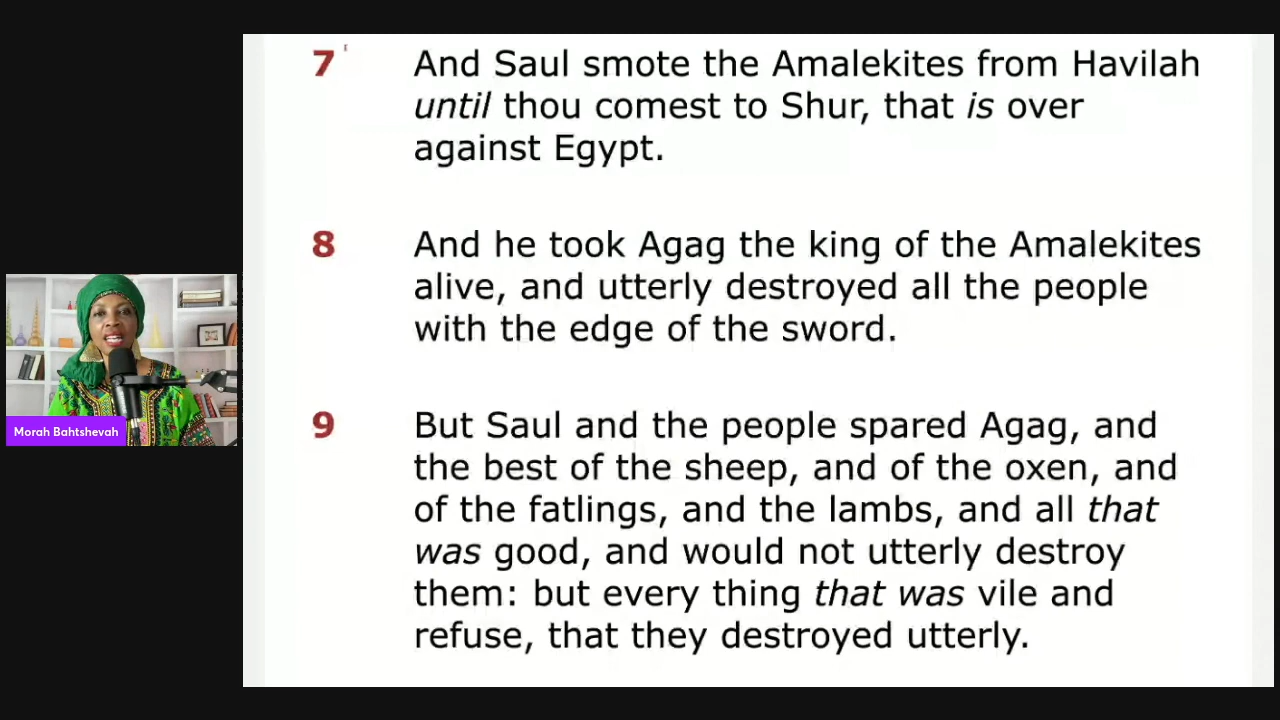 7 And Saul smote the Amalekites from Havilah
until thou comest to Shur, that is over
against Egypt.
8 And he took Agag the king of the Amalekites
alive, and utterly destroyed all the people
with the edge of the sword.
9 But Saul and the people spared Agag, and
the best of the sheep, and of the oxen, and
of the fatlings, and the lambs, and all that
was good, and would not utterly destroy
them: but every thing that was vile and
refuse, that they destroyed utterly.
Morah Bahtshevah